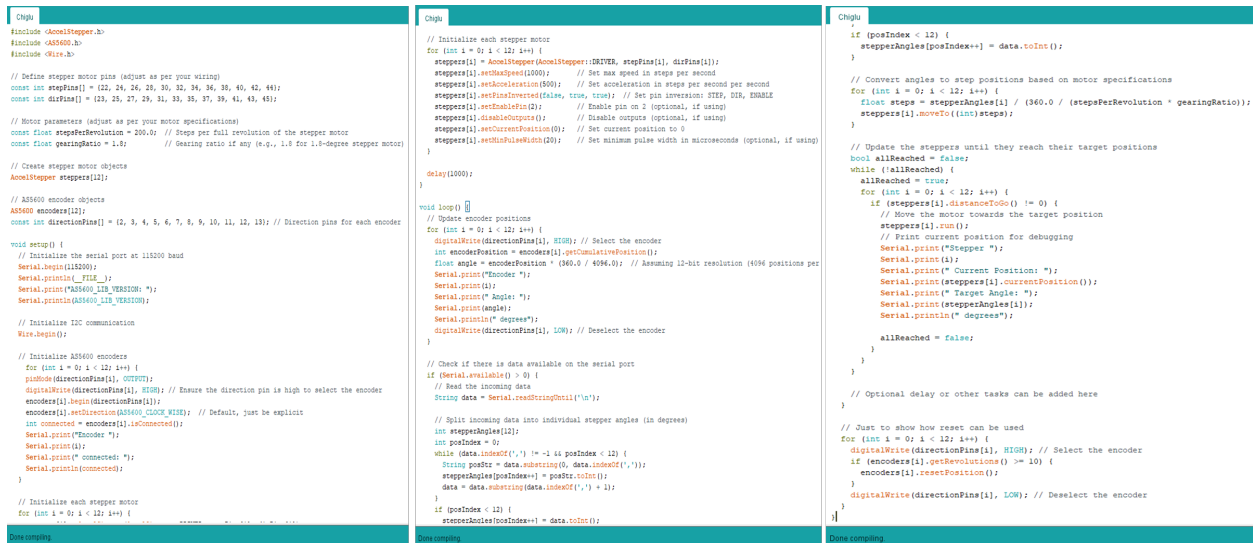 Chiglu
#include <AccelStepper.h>
#include <AS5600.h>
#include <Wire.h>
// Define stepper motor pins (adjust as per your wiring)
const int stepPins[] = {22, 24, 26, 28, 30, 32, 34, 36, 38, 40, 42, 44};
const int dirPins[] = {23, 25, 27, 29, 31, 33, 35, 37, 39, 41, 43, 45};
// Motor parameters (adjust as per your motor specifications)
const float stepsPerRevolution = 200.0;  // Steps per full revolution of the stepper motor
const float gearingRatio = 1.8;          // Gearing ratio if any (e.g., 1.8 for 1.8-degree stepper motor)
// Create stepper motor objects
AccelStepper steppers[12];
// AS5600 encoder objects
AS5600 encoders[12];
const int directionPins[] = {2, 3, 4, 5, 6, 7, 8, 9, 10, 11, 12, 13}; // Direction pins for each encoder
void setup() {
  // Initialize the serial port at 115200 baud
  Serial.begin(115200);
  Serial.println(__FILE__);
  Serial.print("AS5600_LIB_VERSION: ");
  Serial.println(AS5600_LIB_VERSION);
  // Initialize I2C communication
  Wire.begin();
  // Initialize AS5600 encoders
    for (int i = 0; i < 12; i++) {
    pinMode(directionPins[i], OUTPUT);
    digitalWrite(directionPins[i], HIGH); // Ensure the direction pin is high to select the encoder
    encoders[i].begin(directionPins[i]);
    encoders[i].setDirection(AS5600_CLOCK_WISE);  // Default, just be explicit
    int connected = encoders[i].isConnected();
    Serial.print("Encoder ");
    Serial.print(i);
    Serial.print(" connected: ");
    Serial.println(connected);
  }
  // Initialize each stepper motor
  for (int i = 0; i < 12; i++) {
Done compiling.
Chiglu
  // Initialize each stepper motor
  for (int i = 0; i < 12; i++) {
    steppers[i] = AccelStepper(AccelStepper::DRIVER, stepPins[i], dirPins[i]);
    steppers[i].setMaxSpeed(1000);       // Set max speed in steps per second
    steppers[i].setAcceleration(500);    // Set acceleration in steps per second per second
    steppers[i].setPinsInverted(false, true, true);  // Set pin inversion: STEP, DIR, ENABLE
    steppers[i].setEnablePin(2);         // Enable pin on 2 (optional, if using)
    steppers[i].disableOutputs();        // Disable outputs (optional, if using)
    steppers[i].setCurrentPosition(0);   // Set current position to 0
    steppers[i].setMinPulseWidth(20);    // Set minimum pulse width in microseconds (optional, if using)
  }
  delay(1000);
}
void loop() {
  // Update encoder positions
  for (int i = 0; i < 12; i++) {
    digitalWrite(directionPins[i], HIGH); // Select the encoder
    int encoderPosition = encoders[i].getCumulativePosition();
    float angle = encoderPosition * (360.0 / 4096.0);  // Assuming 12-bit resolution (4096 positions per
    Serial.print("Encoder ");
    Serial.print(i);
    Serial.print(" Angle: ");
    Serial.print(angle);
    Serial.println(" degrees");
    digitalWrite(directionPins[i], LOW); // Deselect the encoder
  }
  // Check if there is data available on the serial port
  if (Serial.available() > 0) {
    // Read the incoming data
    String data = Serial.readStringUntil('\n');
    // Split incoming data into individual stepper angles (in degrees)
    int stepperAngles[12];
    int posIndex = 0;
    while (data.indexOf(',') != -1 && posIndex < 12) {
      String posStr = data.substring(0, data.indexOf(','));
      stepperAngles[posIndex++] = posStr.toInt();
      data = data.substring(data.indexOf(',') + 1);
    }
    if (posIndex < 12) {
      stepperAngles[posIndex++] = data.toInt();
Done compiling.
Chiglu
    }
    if (posIndex < 12) {
      stepperAngles[posIndex++] = data.toInt();
    }
    // Convert angles to step positions based on motor specifications
    for (int i = 0; i < 12; i++) {
      float steps = stepperAngles[i] / (360.0 / (stepsPerRevolution * gearingRatio));
      steppers[i].moveTo((int)steps);
    }
    // Update the steppers until they reach their target positions
    bool allReached = false;
    while (!allReached) {
      allReached = true;
      for (int i = 0; i < 12; i++) {
        if (steppers[i].distanceToGo() != 0) {
          // Move the motor towards the target position
          steppers[i].run();
          // Print current position for debugging
          Serial.print("Stepper ");
          Serial.print(i);
          Serial.print(" Current Position: ");
          Serial.print(steppers[i].currentPosition());
          Serial.print(" Target Angle: ");
          Serial.print(stepperAngles[i]);
          Serial.println(" degrees");
          allReached = false;
        }
      }
    }
    // Optional delay or other tasks can be added here
  }
  // Just to show how reset can be used
  for (int i = 0; i < 12; i++) {
    digitalWrite(directionPins[i], HIGH); // Select the encoder
    if (encoders[i].getRevolutions() >= 10) {
      encoders[i].resetPosition();
    }
    digitalWrite(directionPins[i], LOW); // Deselect the encoder
  }
}
Done compiling.